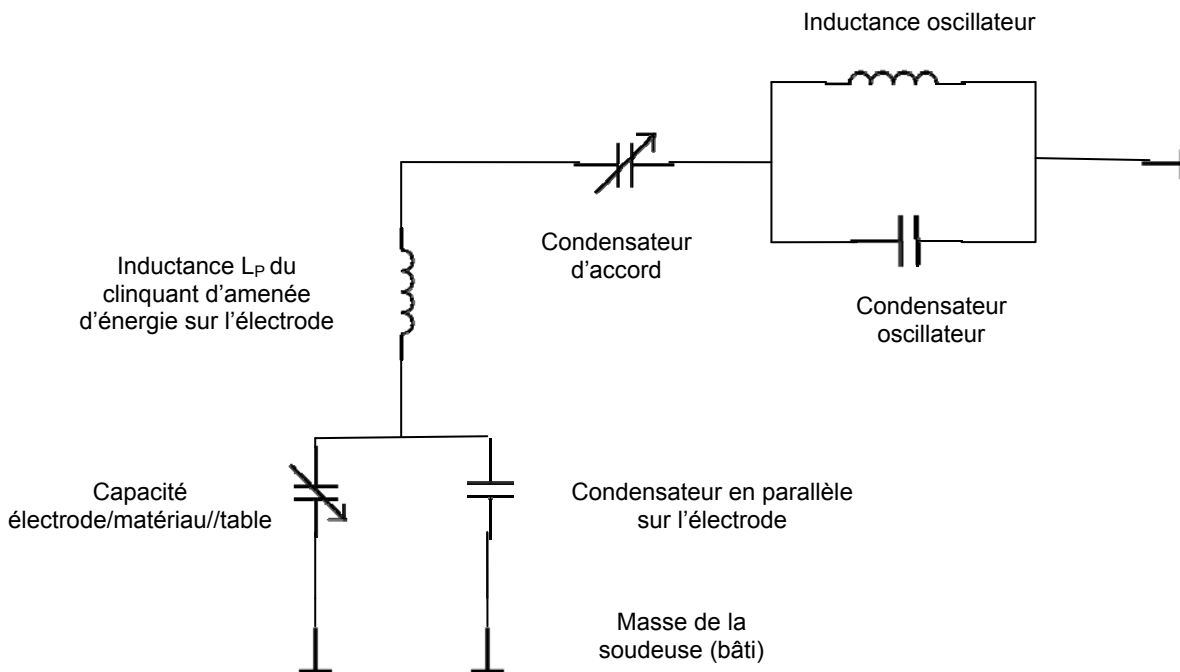 Inductance oscillateur
Condensateur
d’accord
Inductance LP du
clinquant d’amenée
d’énergie sur l’électrode
Condensateur
oscillateur
Capacité
électrode/matériau//table
Condensateur en parallèle
sur l’électrode
Masse de la
soudeuse (bâti)